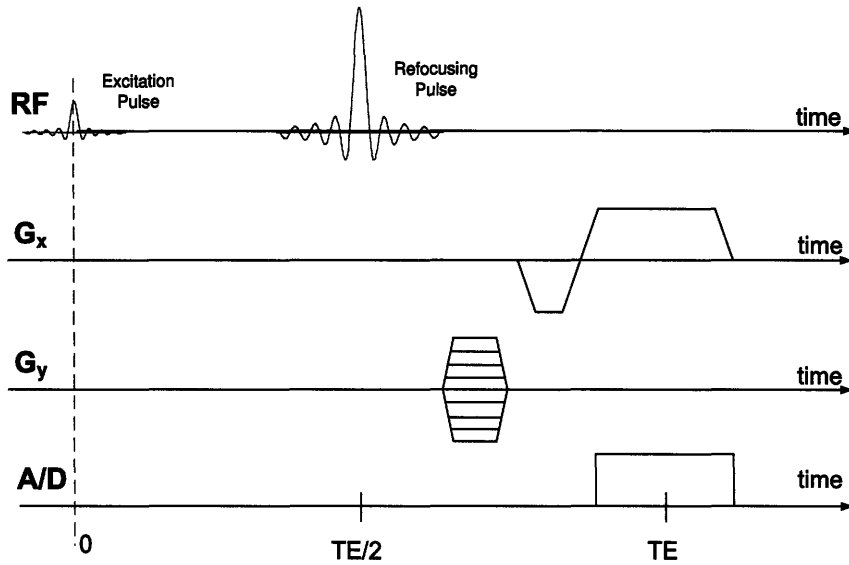 Excitation
Pulse
Refocusing
Pulse
RF
time
Gx
time
Gy
time
A/D
time
0
TE/2
TE